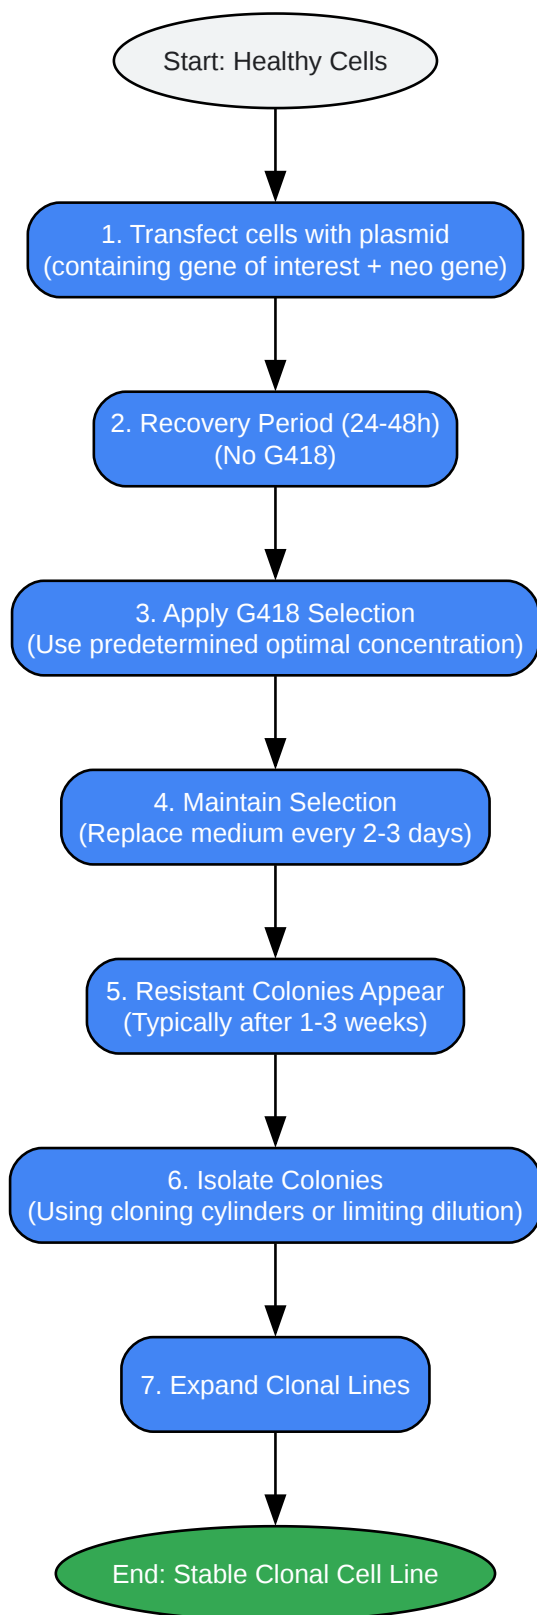 Start: Healthy Cells
1. Transfect cells with plasmid
(containing gene of interest + neo gene)
2. Recovery Period (24-48h)
(No G418)
3. Apply G418 Selection
(Use predetermined optimal concentration)
4. Maintain Selection
(Replace medium every 2-3 days)
5. Resistant Colonies Appear
(Typically after 1-3 weeks)
6. Isolate Colonies
(Using cloning cylinders or limiting dilution)
7. Expand Clonal Lines
End: Stable Clonal Cell Line